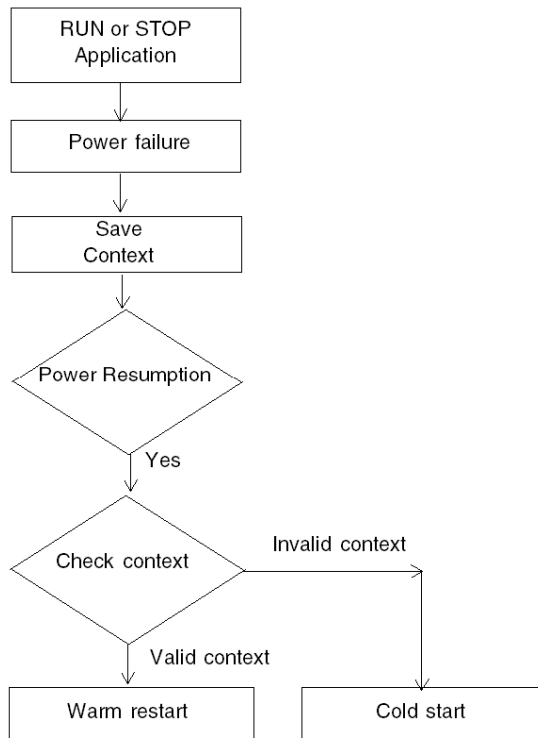 RUN or STOP
Application
Power failure
Save
Context
Power Resumption
Yes
Check context
Invalid context
Valid context
Warm restart
Cold start